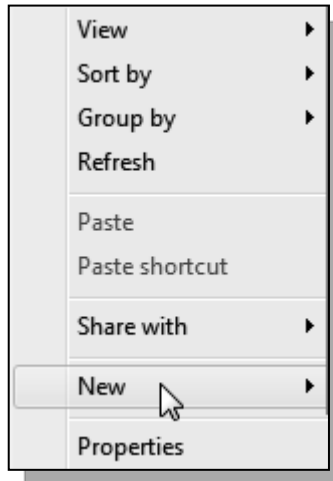 View
Sort by
Group by
Refresh
Paste
Paste shortcut
Share with
New
Properties